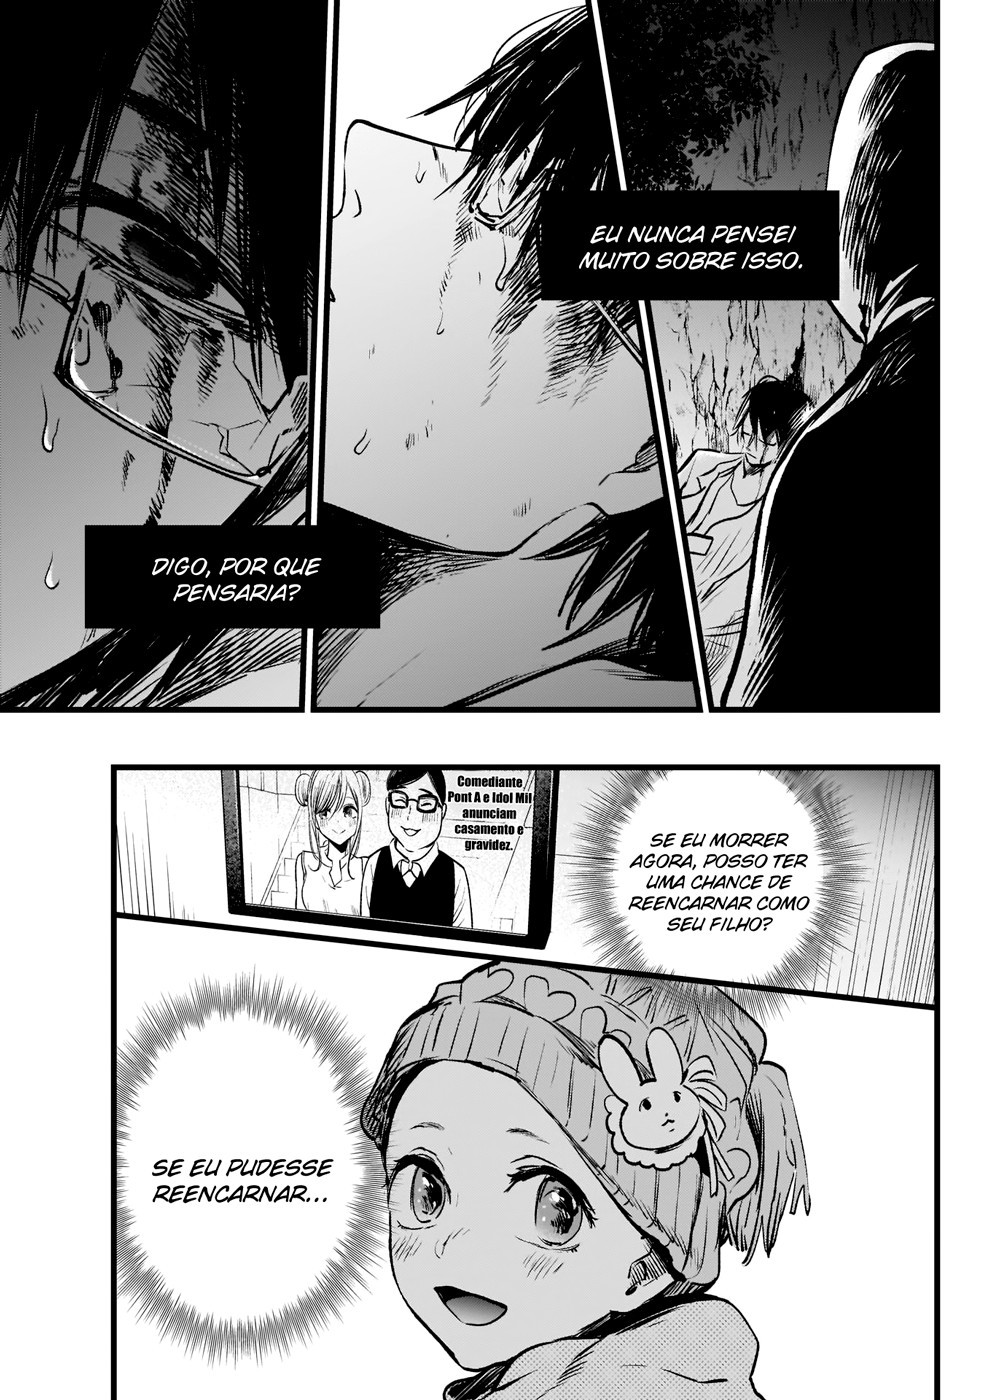 EU NUNCA PENSEI
MUITO SOBRE ISSO.
DIGO, POR QUE
PENSARIA?
SE EU MORRER
AGORA, POSSO TER
UMA CHANCE DE
REENCARNAR COMO
SEU FILHO?
Comediante
Pont A e Idol Mil
anunciam
casamento e
gravidez.
SE EU PUDESSE
REENCARNAR...